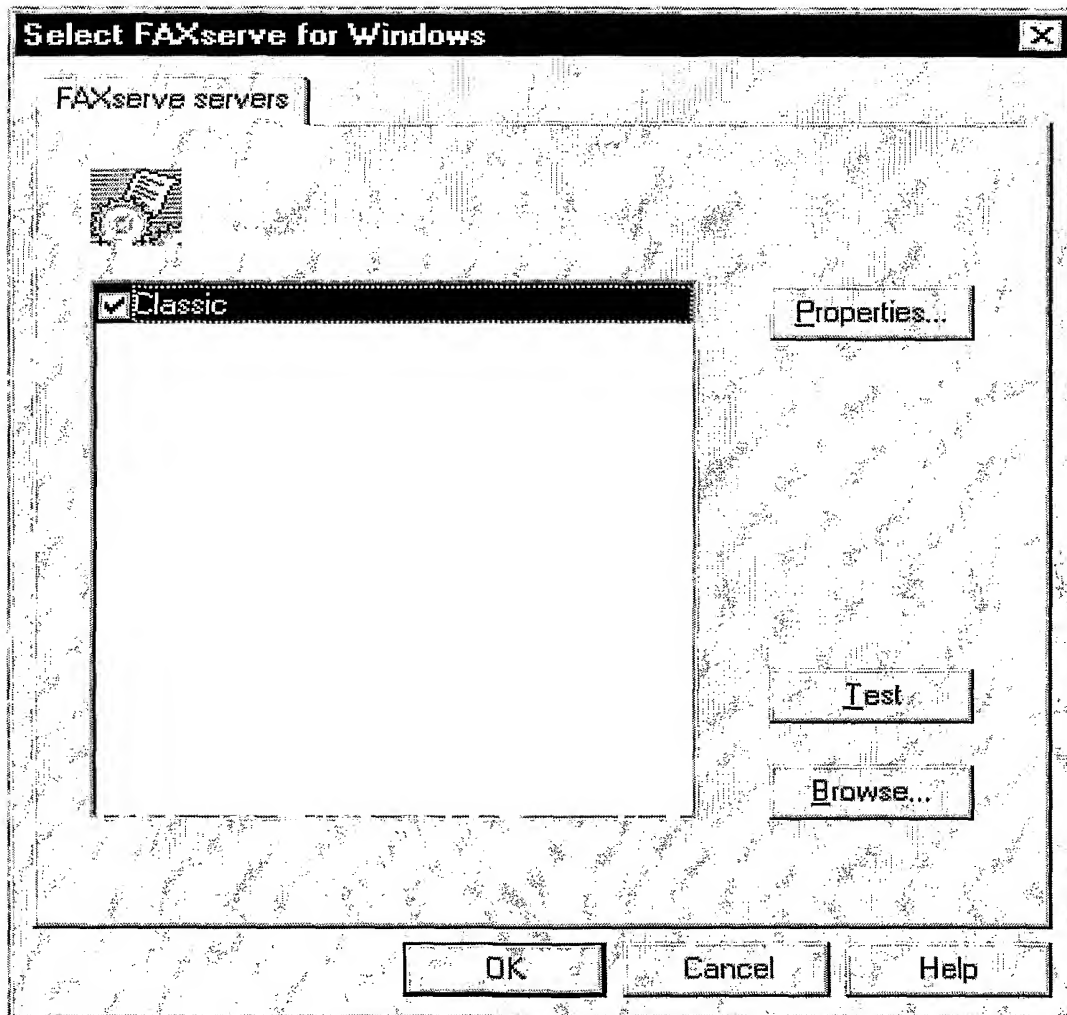 Select FAXserve for Windows
FAXserve servers
Classic
Properties...
Test
Browse...
OK
Cancel
Help